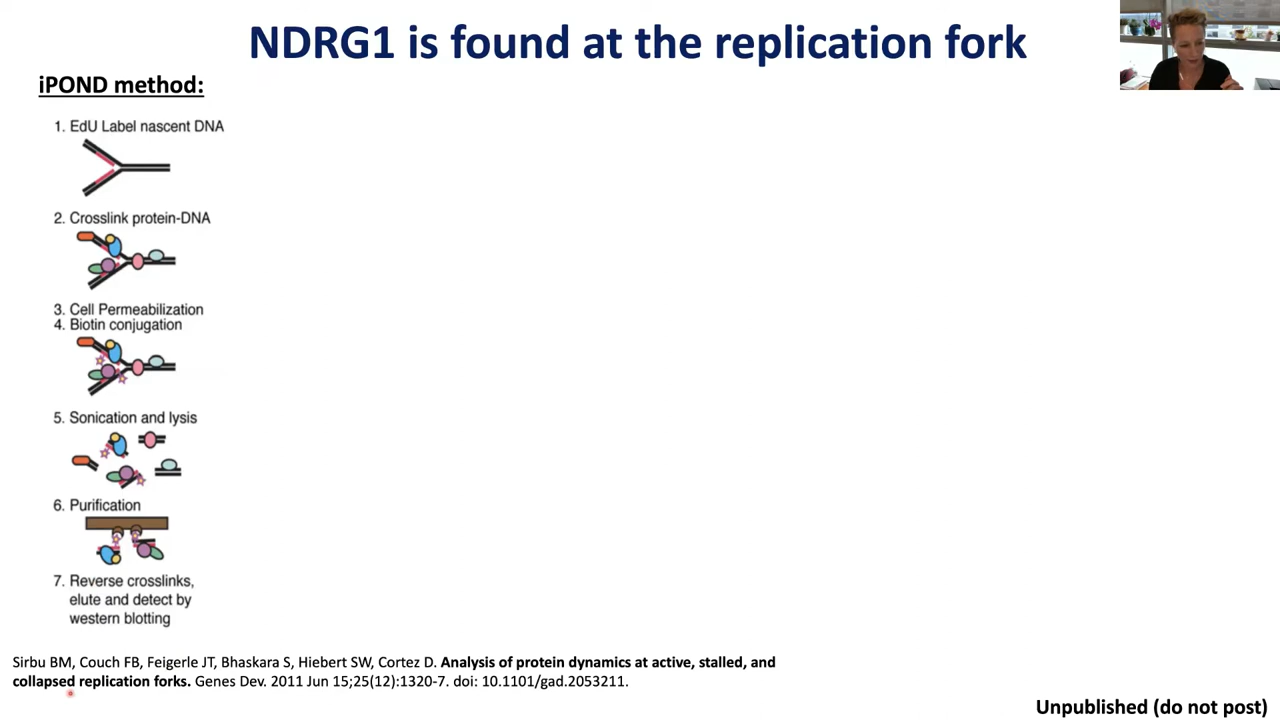 NDRG1 is found at the replication fork
iPOND method:
1. EdU Label nascent DNA
2. Crosslink protein-DNA
3. Cell Permeabilization
4. Biotin conjugation
5. Sonication and lysis
6. Purification
7. Reverse crosslinks,
elute and detect by
western blotting
Sirbu BM, Couch FB, Feigerle JT, Bhaskara S, Hiebert SW, Cortez D. Analysis of protein dynamics at active, stalled, and
collapsed replication forks. Genes Dev. 2011 Jun 15;25(12):1320-7. doi: 10.1101/gad.2053211.
Unpublished (do not post)